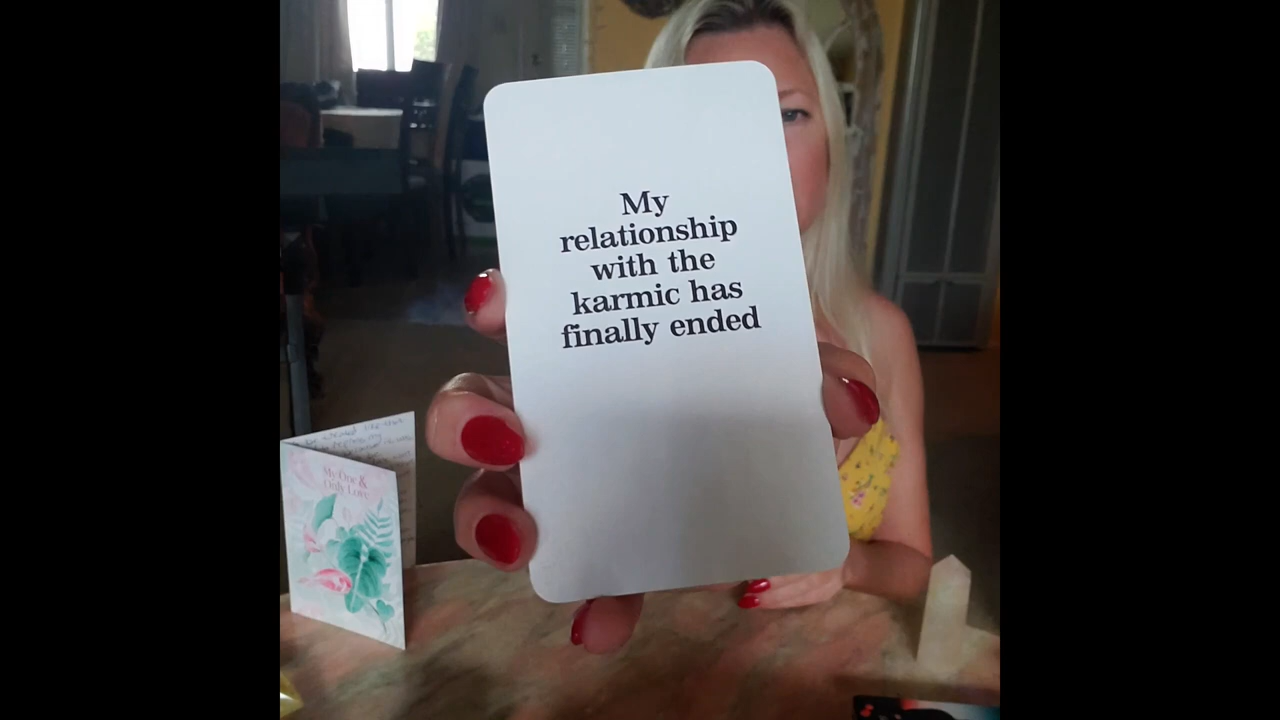 My
relationship
with the
karmic has
finally ended
My One &
Only Love